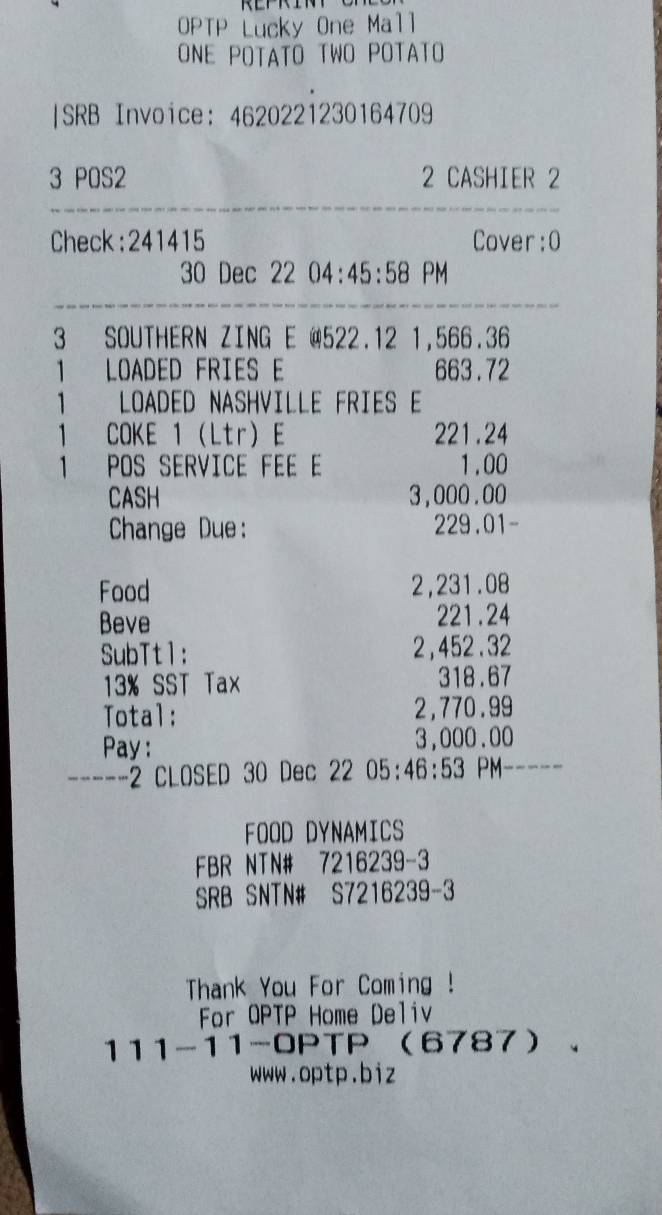 REPRINT CHECK
OPTP Lucky One Mall
ONE POTATO TWO POTATO
|SRB Invoice: 4620221230164709
3 POS2 2 CASHIER 2
Check:241415 Cover:0
30 Dec 22 04:45:58 PM
3 SOUTHERN ZING E @522.12 1,566.36
1 LOADED FRIES E 663.72
1 LOADED NASHVILLE FRIES E
1 COKE 1 (Ltr) E 221.24
1 POS SERVICE FEE E 1.00
CASH 3,000.00
Change Due: 229.01-
Food 2,231.08
Beve 221.24
SubTtl: 2,452.32
13% SST Tax 318.67
Total: 2,770.99
Pay: 3,000.00
-----2 CLOSED 30 Dec 22 05:46:53 PM-----
FOOD DYNAMICS
FBR NTN# 7216239-3
SRB SNTN# S7216239-3
Thank You For Coming !
For OPTP Home Deliv
111-11-OPTP (6787) .
www.optp.biz